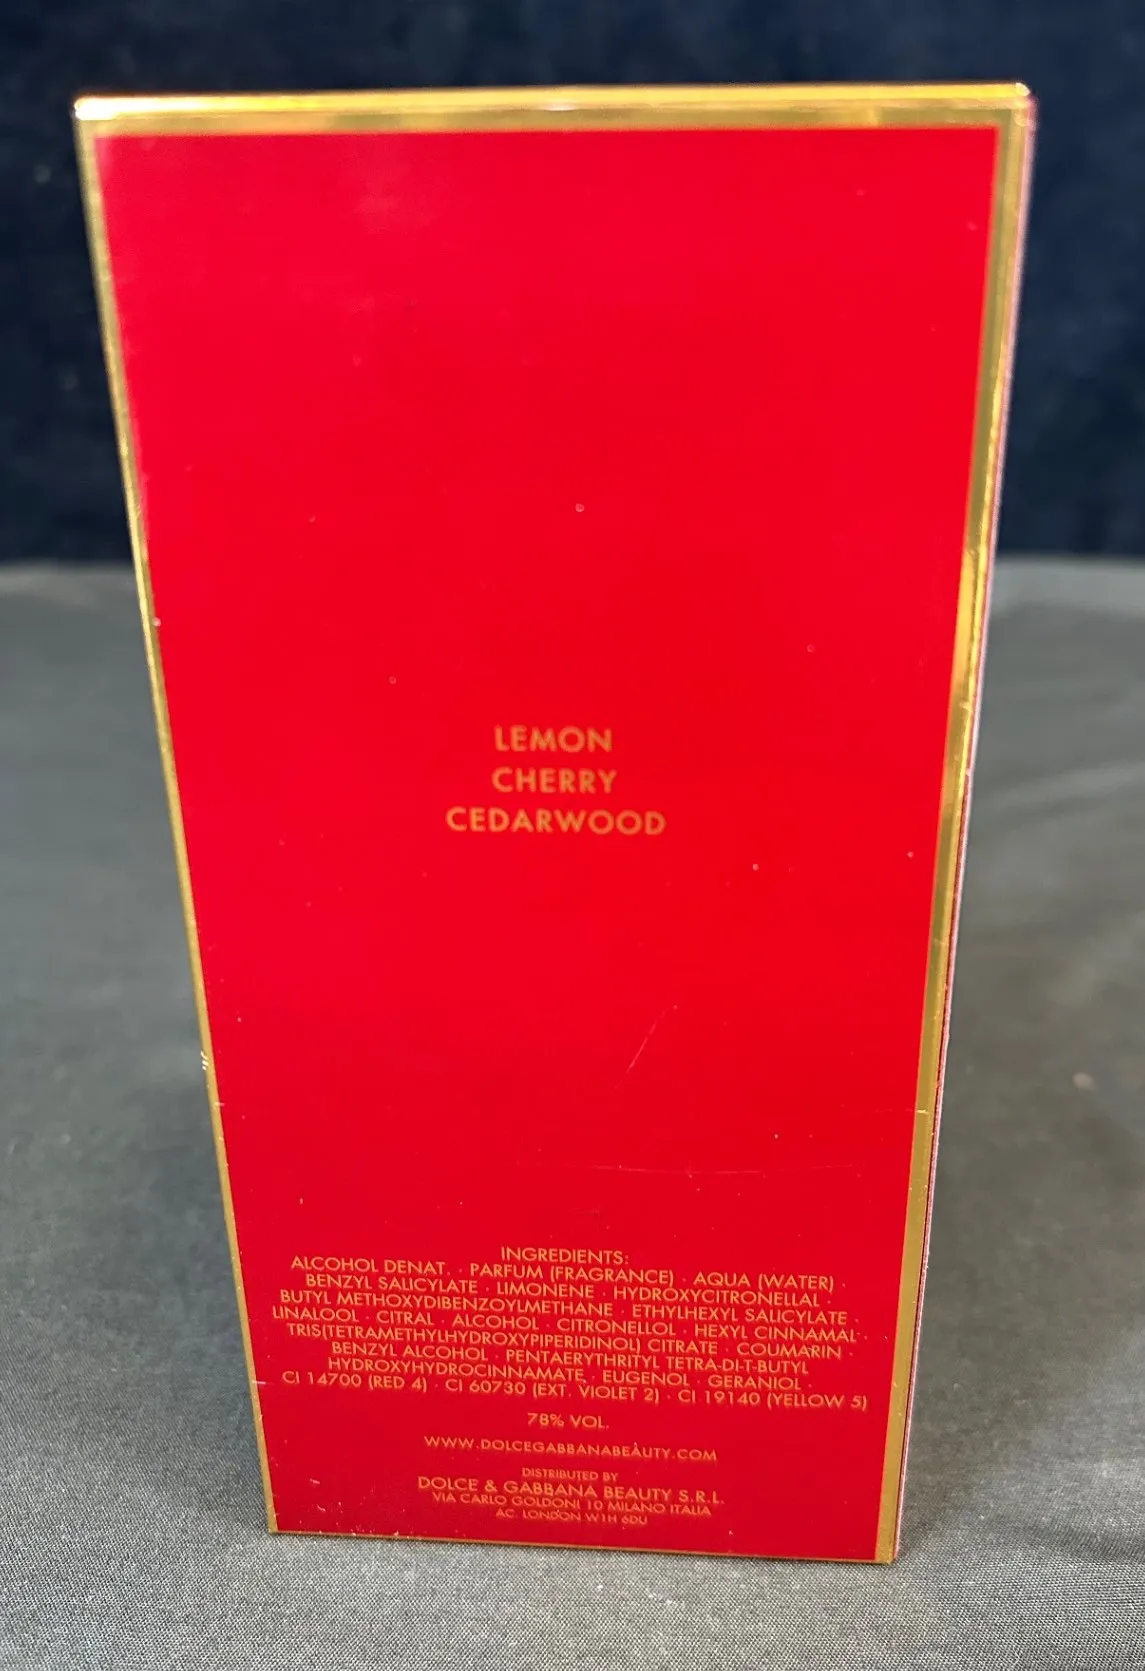 LEMON
CHERRY
CEDARWOOD
INGREDIENTS:
ALCOHOL DENAT. · PARFUM (FRAGRANCE) · AQUA (WATER) ·
BENZYL SALICYLATE · LIMONENE · HYDROXYCITRONELLAL ·
BUTYL METHOXYDIBENZOYLMETHANE · ETHYLHEXYL SALICYLATE ·
LINALOOL · CITRAL · ALCOHOL · CITRONELLOL · HEXYL CINNAMAL ·
TRIS(TETRAMETHYLHYDROXYPIPERIDINOL) CITRATE · COUMARIN ·
BENZYL ALCOHOL · PENTAERYTHRITYL TETRA-DI-T-BUTYL
HYDROXYHYDROCINNAMATE · EUGENOL · GERANIOL ·
CI 14700 (RED 4) · CI 60730 (EXT. VIOLET 2) · CI 19140 (YELLOW 5)
78% VOL.
WWW.DOLCEGABBANABEAUTY.COM
DISTRIBUTED BY
DOLCE & GABBANA BEAUTY S.R.L.
VIA CARLO GOLDONI 10 MILANO ITALIA
AC. LONDON W1H 6DU